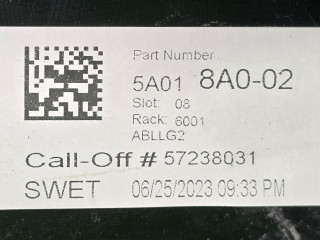 Part Number
5A01 8A0-02
Slot: 08
Rack: 6001
ABLLG2
Call-Off # 57238031
SWET 06/25/2023 09:33 PM